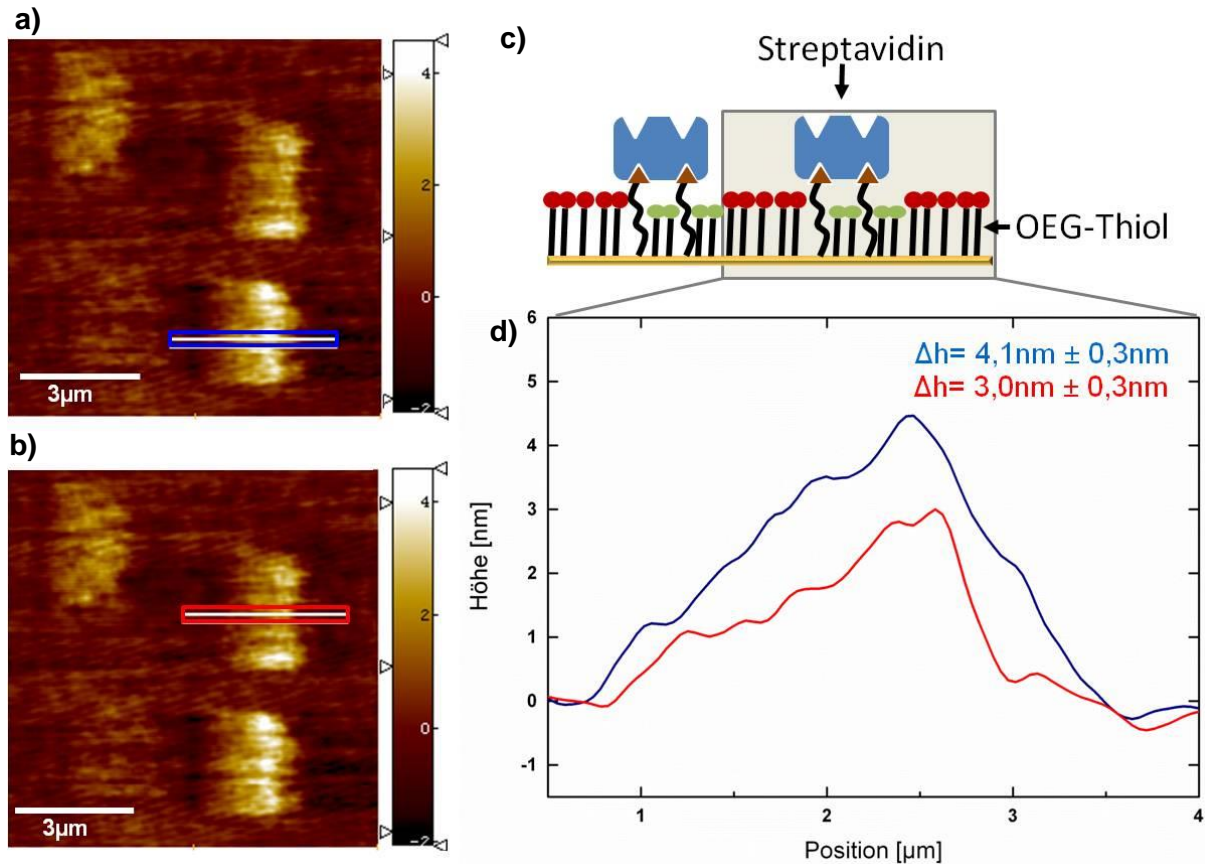 a)
4
2
0
-2
3µm
b)
4
2
0
-2
3µm
c)
Streptavidin
OEG-Thiol
d)
Δh= 4,1nm ± 0,3nm
Δh= 3,0nm ± 0,3nm
Höhe [nm]
6
5
4
3
2
1
0
-1
1
2
3
4
Position [µm]